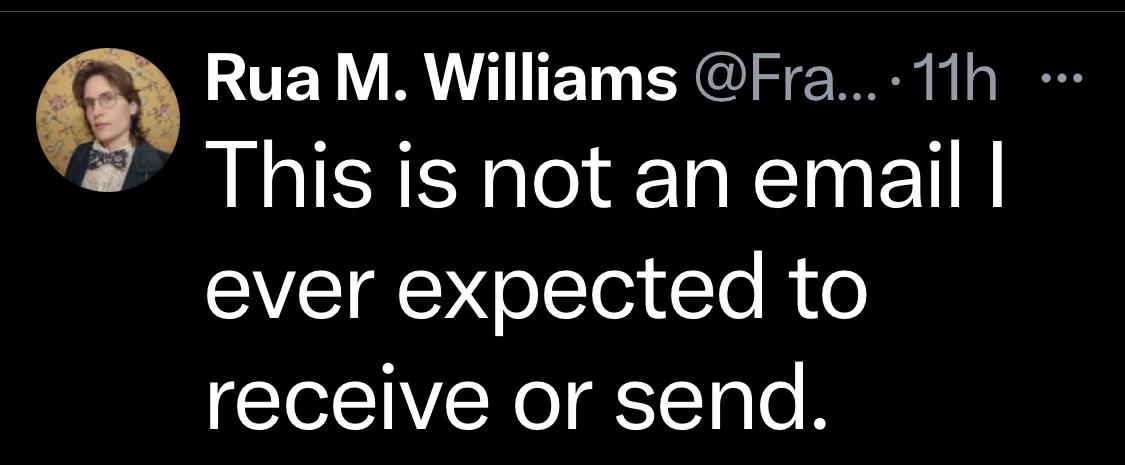 Rua M. Williams @Fra... · 11h ...
This is not an email I
ever expected to
receive or send.